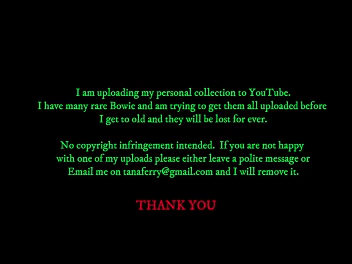 I am uploading my personal collection to YouTube.
I have many rare Bowie and am trying to get them all uploaded before
I get to old and they will be lost for ever.
No copyright infringement intended. If you are not happy
with one of my uploads please either leave a polite message or
Email me on tanaferry@gmail.com and I will remove it.
THANK YOU